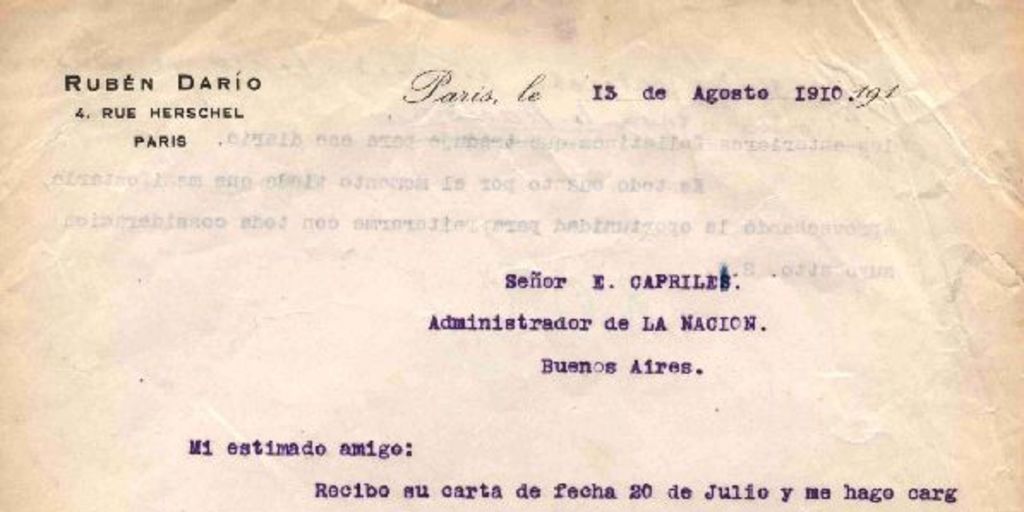 RUBÉN DARÍO
4, RUE HERSCHEL
PARIS
Paris, le 13 de Agosto 1910. 191
Señor E. CAPRILES.
Administrador de LA NACION.
Buenos Aires.
Mi estimado amigo:
Recibo su carta de fecha 20 de Julio y me hago carg